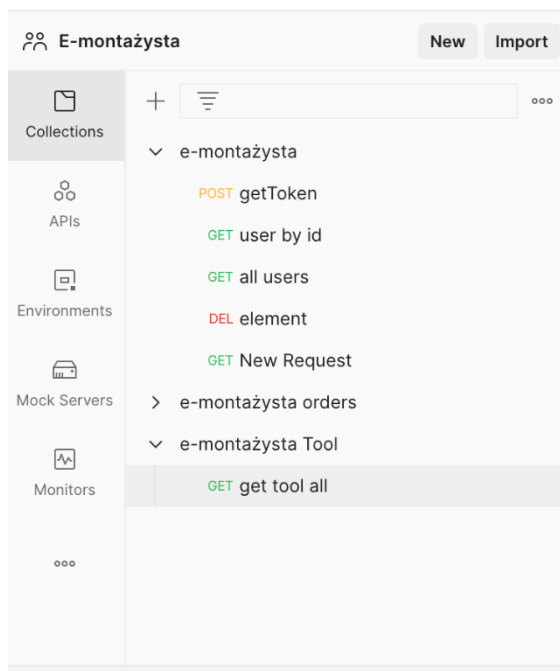 E-montażysta
New
Import
Collections
APIs
Environments
Mock Servers
Monitors
e-montażysta
POST getToken
GET user by id
GET all users
DEL element
GET New Request
e-montażysta orders
e-montażysta Tool
GET get tool all